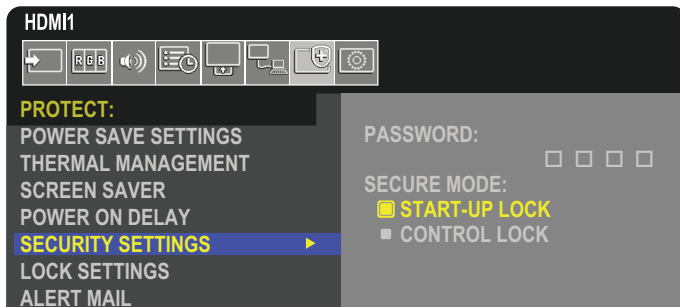 HDMI1
RGB
PROTECT:
POWER SAVE SETTINGS
THERMAL MANAGEMENT
SCREEN SAVER
POWER ON DELAY
SECURITY SETTINGS
LOCK SETTINGS
ALERT MAIL
PASSWORD:
SECURE MODE:
START-UP LOCK
CONTROL LOCK